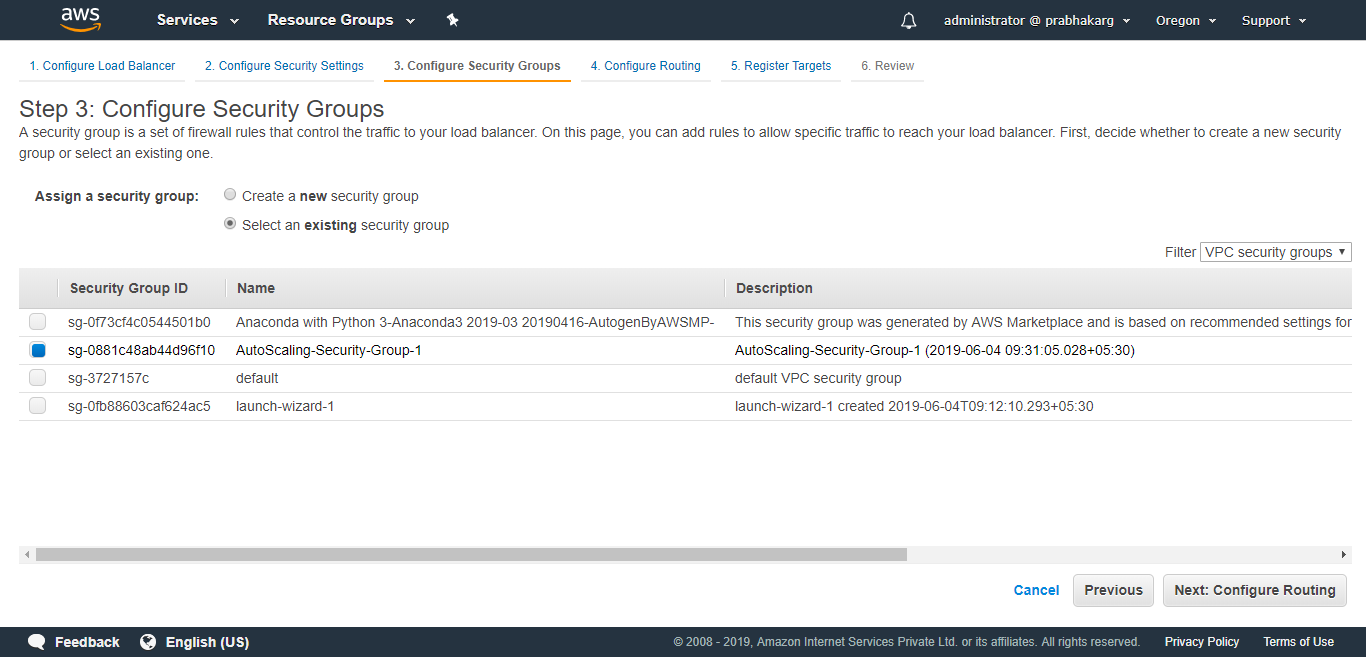 aws Services Resource Groups administrator @ prabhakarg Oregon Support
1. Configure Load Balancer 2. Configure Security Settings 3. Configure Security Groups 4. Configure Routing 5. Register Targets 6. Review
Step 3: Configure Security Groups
A security group is a set of firewall rules that control the traffic to your load balancer. On this page, you can add rules to allow specific traffic to reach your load balancer. First, decide whether to create a new security
group or select an existing one.
Assign a security group: Create a new security group
Select an existing security group
Filter VPC security groups
Security Group ID Name Description
sg-0f73cf4c0544501b0 Anaconda with Python 3-Anaconda3 2019-03 20190416-AutogenByAWSMP- This security group was generated by AWS Marketplace and is based on recommended settings for
sg-0881c48ab44d96f10 AutoScaling-Security-Group-1 AutoScaling-Security-Group-1 (2019-06-04 09:31:05.028+05:30)
sg-3727157c default default VPC security group
sg-0fb88603caf624ac5 launch-wizard-1 launch-wizard-1 created 2019-06-04T09:12:10.293+05:30
Cancel Previous Next: Configure Routing
Feedback English (US) © 2008 - 2019, Amazon Internet Services Private Ltd. or its affiliates. All rights reserved. Privacy Policy Terms of Use